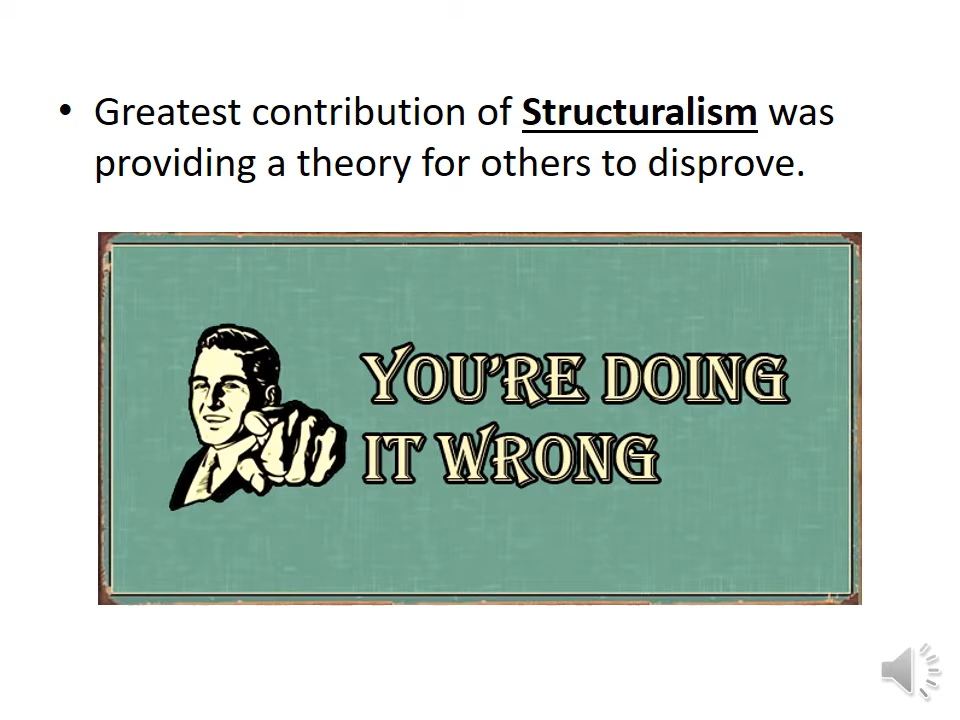 • Greatest contribution of Structuralism was
providing a theory for others to disprove.
YOU'RE DOING
IT WRONG